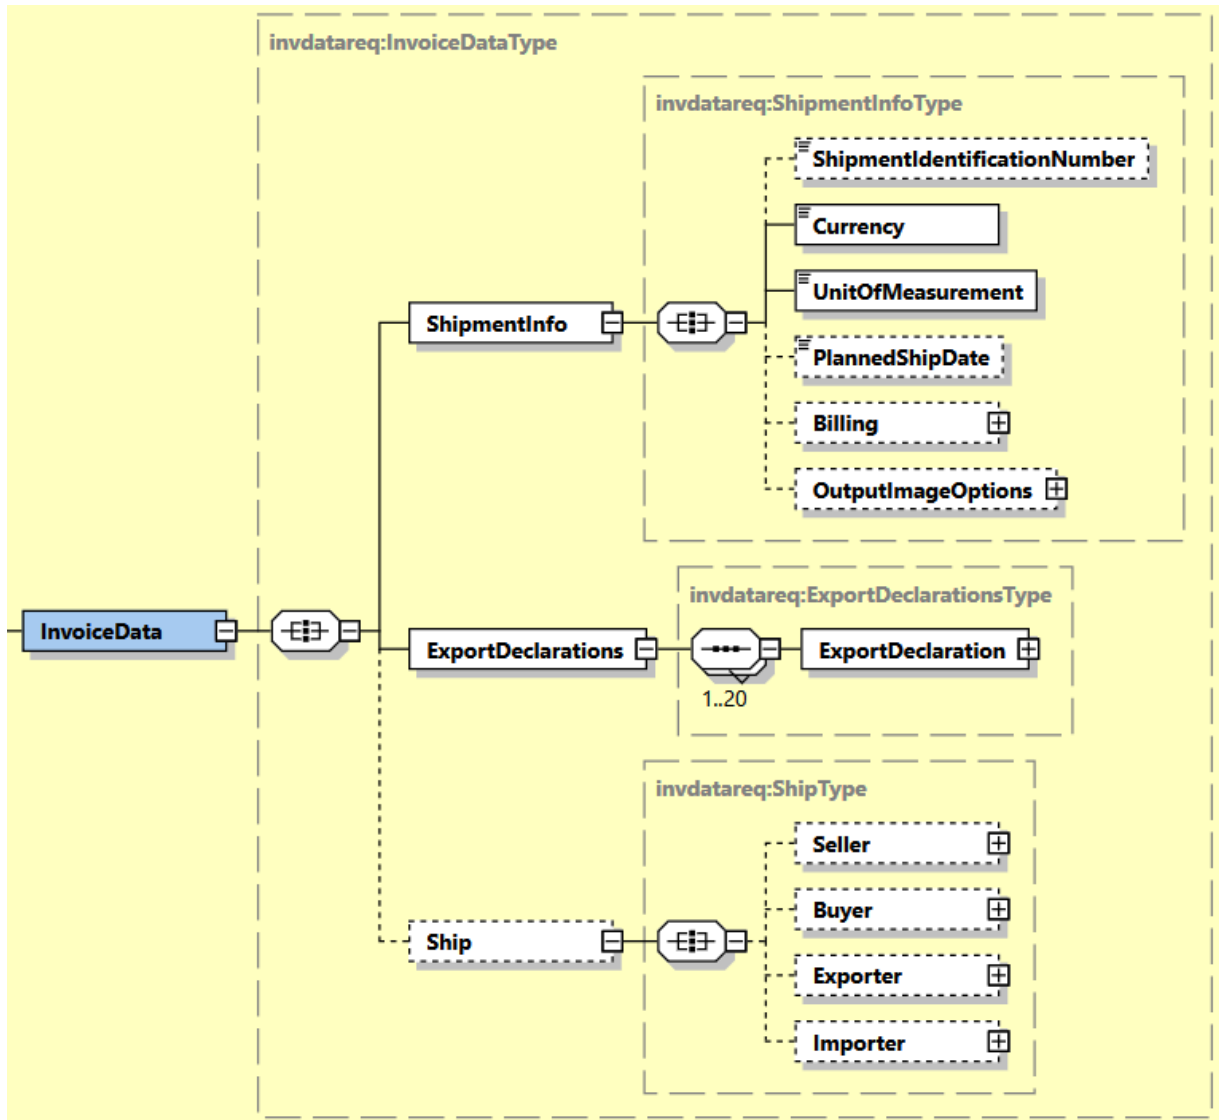 invdatareq:InvoiceDataType
invdatareq:ShipmentInfoType
ShipmentIdentificationNumber
Currency
UnitOfMeasurement
ShipmentInfo
PlannedShipDate
Billing
OutputImageOptions
invdatareq:ExportDeclarationsType
InvoiceData
ExportDeclarations
ExportDeclaration
1..20
invdatareq:ShipType
Seller
Buyer
Ship
Exporter
Importer